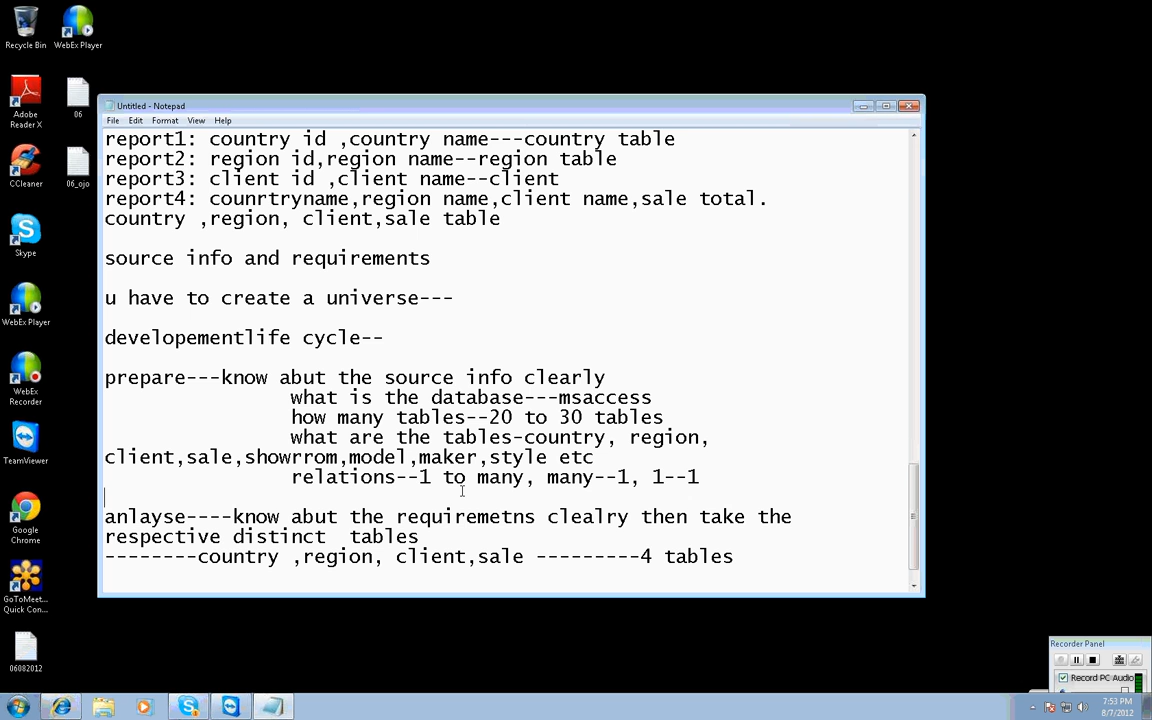 Recycle Bin
WebEx Player
Adobe
Reader X
06
CCleaner
06_ojo
Skype
WebEx Player
WebEx
Recorder
TeamViewer
Google
Chrome
GoToMeet...
Quick Con...
06082012
Untitled - Notepad
File Edit Format View Help
report1: country id ,country name---country table
report2: region id,region name--region table
report3: client id ,client name--client
report4: counrtryname,region name,client name,sale total.
country ,region, client,sale table
source info and requirements
u have to create a universe---
developementlife cycle--
prepare---know abut the source info clearly
what is the database---msaccess
how many tables--20 to 30 tables
what are the tables-country, region,
client,sale,showrrom,model,maker,style etc
relations--1 to many, many--1, 1--1
anlayse----know abut the requiremetns clealry then take the
respective distinct  tables
--------country ,region, client,sale ---------4 tables
Recorder Panel
Record PC Audio
7:53 PM
8/7/2012